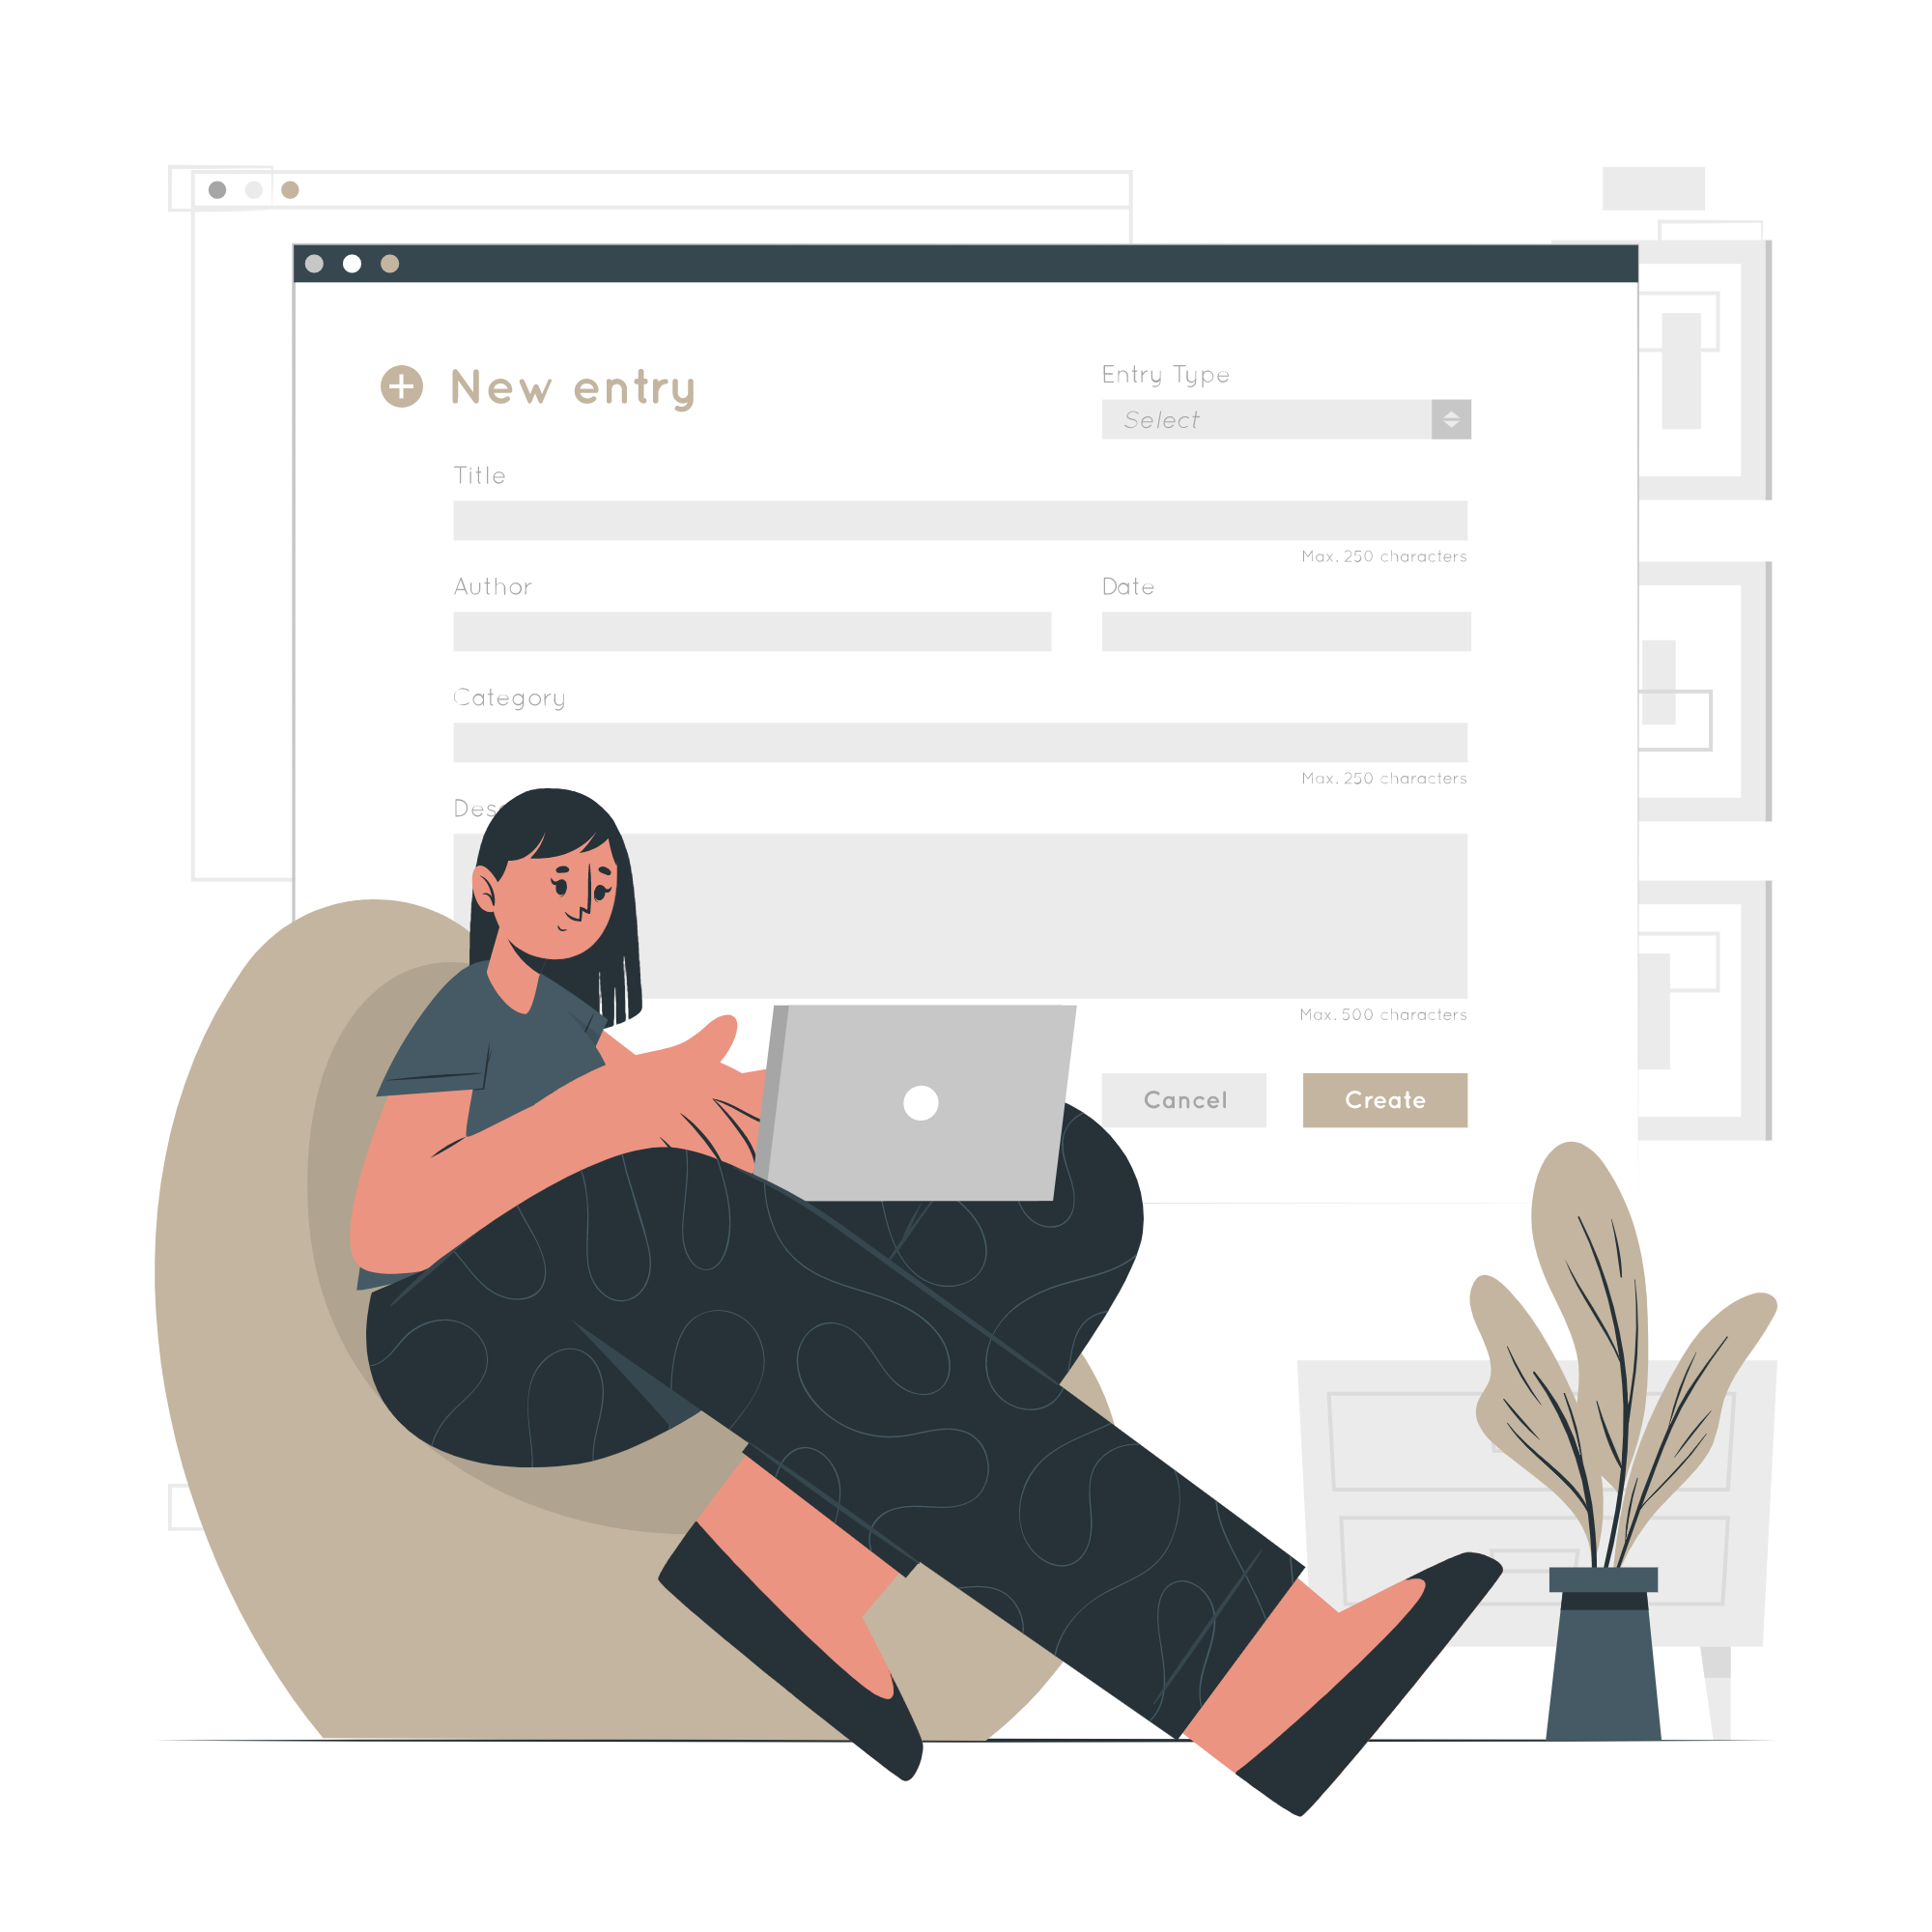 New entry
Entry Type
Select
Title
Max. 250 characters
Author
Date
Category
Max. 250 characters
Des
Max. 500 characters
Cancel
Create